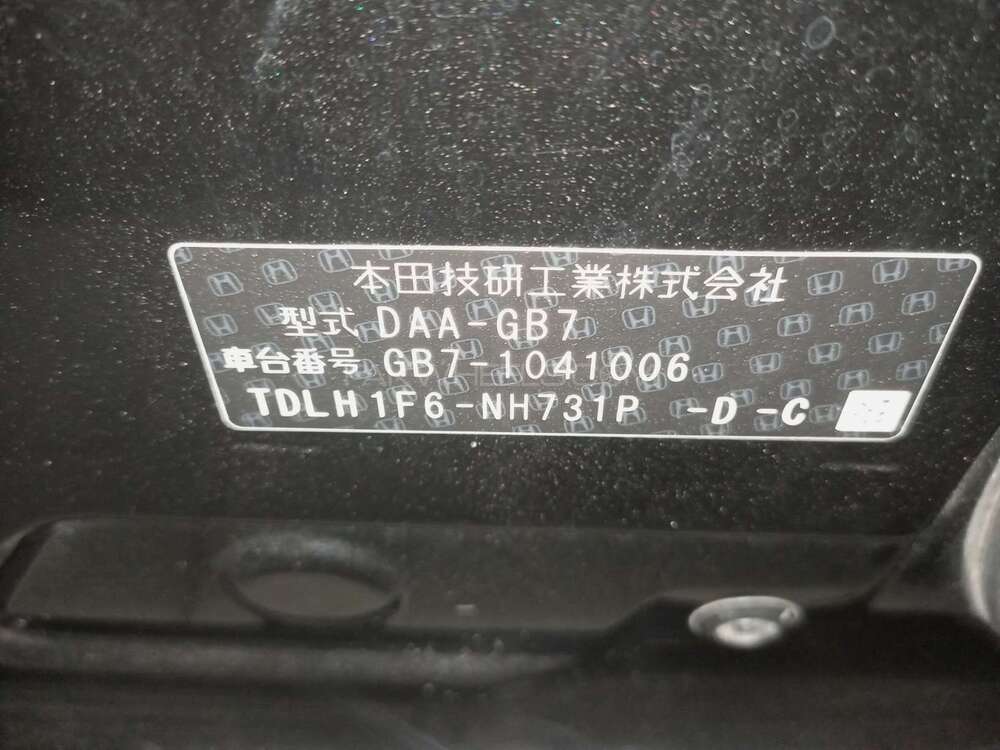 本田技研工業株式会社
型式 DAA-GB7
車台番号 GB7-1041006
TDLH1F6-NH731P -D -C